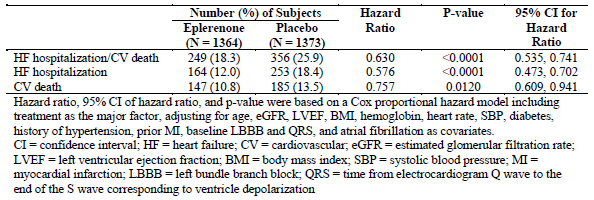 Number (%) of Subjects Hazard Ratio P-value 95% CI for Hazard Ratio
Eplerenone (N = 1364) Placebo (N = 1373)
HF hospitalization/CV death 249 (18.3) 356 (25.9) 0.630 <0.0001 0.535, 0.741
HF hospitalization 164 (12.0) 253 (18.4) 0.576 <0.0001 0.473, 0.702
CV death 147 (10.8) 185 (13.5) 0.757 0.0120 0.609, 0.941
Hazard ratio, 95% CI of hazard ratio, and p-value were based on a Cox proportional hazard model including
treatment as the major factor, adjusting for age, eGFR, LVEF, BMI, hemoglobin, heart rate, SBP, diabetes,
history of hypertension, prior MI, baseline LBBB and QRS, and atrial fibrillation as covariates.
CI = confidence interval; HF = heart failure; CV = cardiovascular; eGFR = estimated glomerular filtration rate;
LVEF = left ventricular ejection fraction; BMI = body mass index; SBP = systolic blood pressure; MI =
myocardial infarction; LBBB = left bundle branch block; QRS = time from electrocardiogram Q wave to the
end of the S wave corresponding to ventricle depolarization